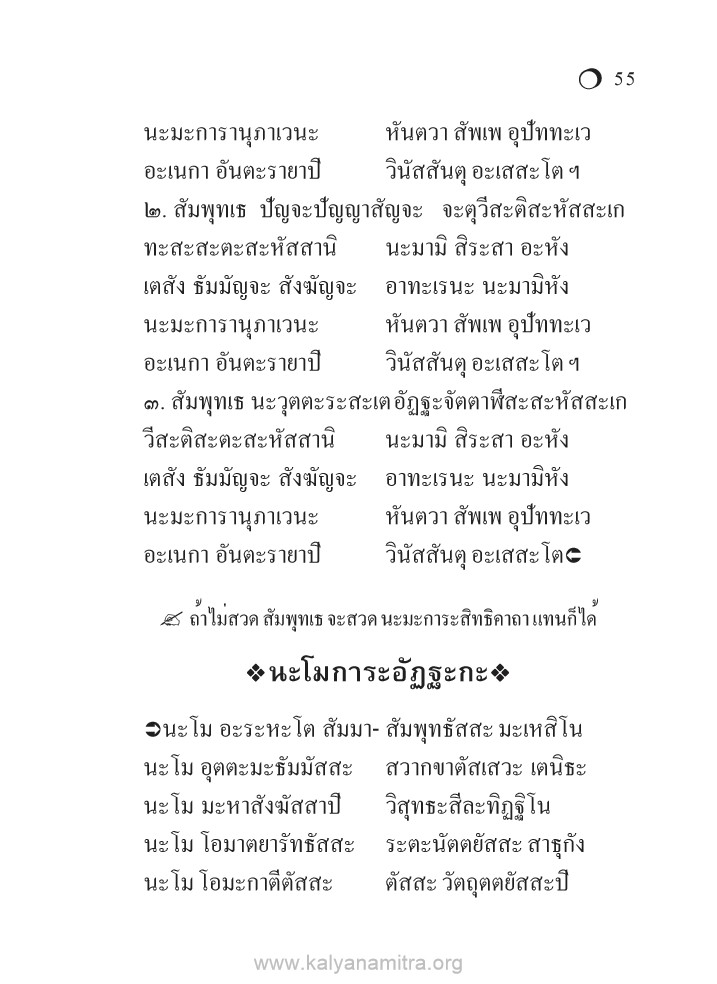 ❍ 55
นะมะการานุภาเวนะ หันตวา สัพเพ อุปัททะเว
อะเนกา อันตะรายาปี วินัสสันตุ อะเสสะโต ฯ
๒. สัมพุทเธ ปัญจะปัญญาสัญจะ จะตุวีสะติสะหัสสะเก
ทะสะสะตะสะหัสสานิ นะมามิ สิระสา อะหัง
เตสัง ธัมมัญจะ สังฆัญจะ อาทะเรนะ นะมามิหัง
นะมะการานุภาเวนะ หันตวา สัพเพ อุปัททะเว
อะเนกา อันตะรายาปี วินัสสันตุ อะเสสะโต ฯ
๓. สัมพุทเธ นะวุตตะระสะเต อัฏฐะจัตตาฬีสะสะหัสสะเก
วีสะติสะตะสะหัสสานิ นะมามิ สิระสา อะหัง
เตสัง ธัมมัญจะ สังฆัญจะ อาทะเรนะ นะมามิหัง
นะมะการานุภาเวนะ หันตวา สัพเพ อุปัททะเว
อะเนกา อันตะรายาปี วินัสสันตุ อะเสสะโต➲
✍ ถ้าไม่สวด สัมพุทเธ จะสวด นะมะการะสิทธิคาถา แทนก็ได้
❖นะโมการะอัฏฐะกะ❖
➲นะโม อะระหะโต สัมมา- สัมพุทธัสสะ มะเหสิโน
นะโม อุตตะมะธัมมัสสะ สวากขาตัสเสวะ เตนิธะ
นะโม มะหาสังฆัสสาปี วิสุทธะสีละทิฏฐิโน
นะโม โอมาตยารัทธัสสะ ระตะนัตตยัสสะ สาธุกัง
นะโม โอมะกาตีตัสสะ ตัสสะ วัตถุตตยัสสะปี
www.kalyanamitra.org